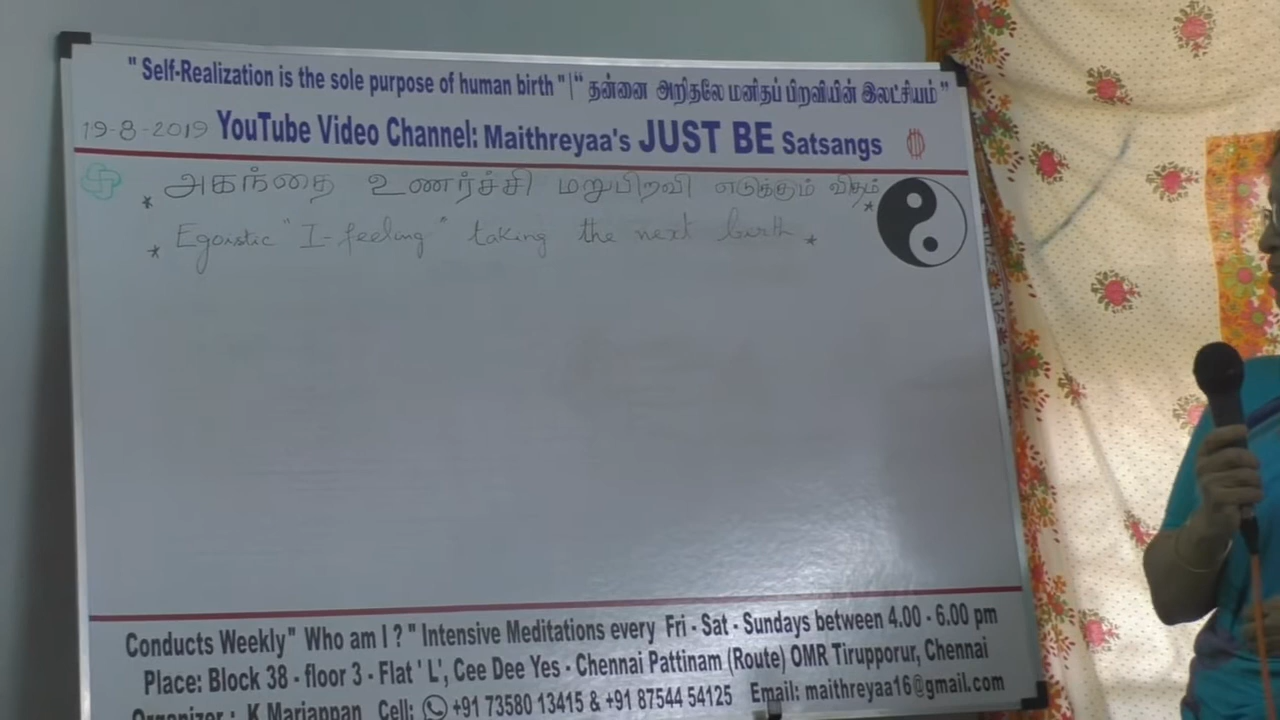 " Self-Realization is the sole purpose of human birth " | " தன்னை அறிதலே மனிதப் பிறவியின் இலட்சியம் "
19-8-2019 YouTube Video Channel: Maithreyaa's JUST BE Satsangs
* அகந்தை உணர்ச்சி மறுபிறவி எடுக்கும் விதம் *
* Egoistic "I-feeling" taking the next birth *
Conducts Weekly " Who am I ? " Intensive Meditations every Fri - Sat - Sundays between 4.00 - 6.00 pm
Place: Block 38 - floor 3 - Flat ' L', Cee Dee Yes - Chennai Pattinam (Route) OMR Tirupporur, Chennai
Organizer : K Mariappan Cell: +91 73580 13415 & +91 87544 54125 Email: maithreyaa16@gmail.com